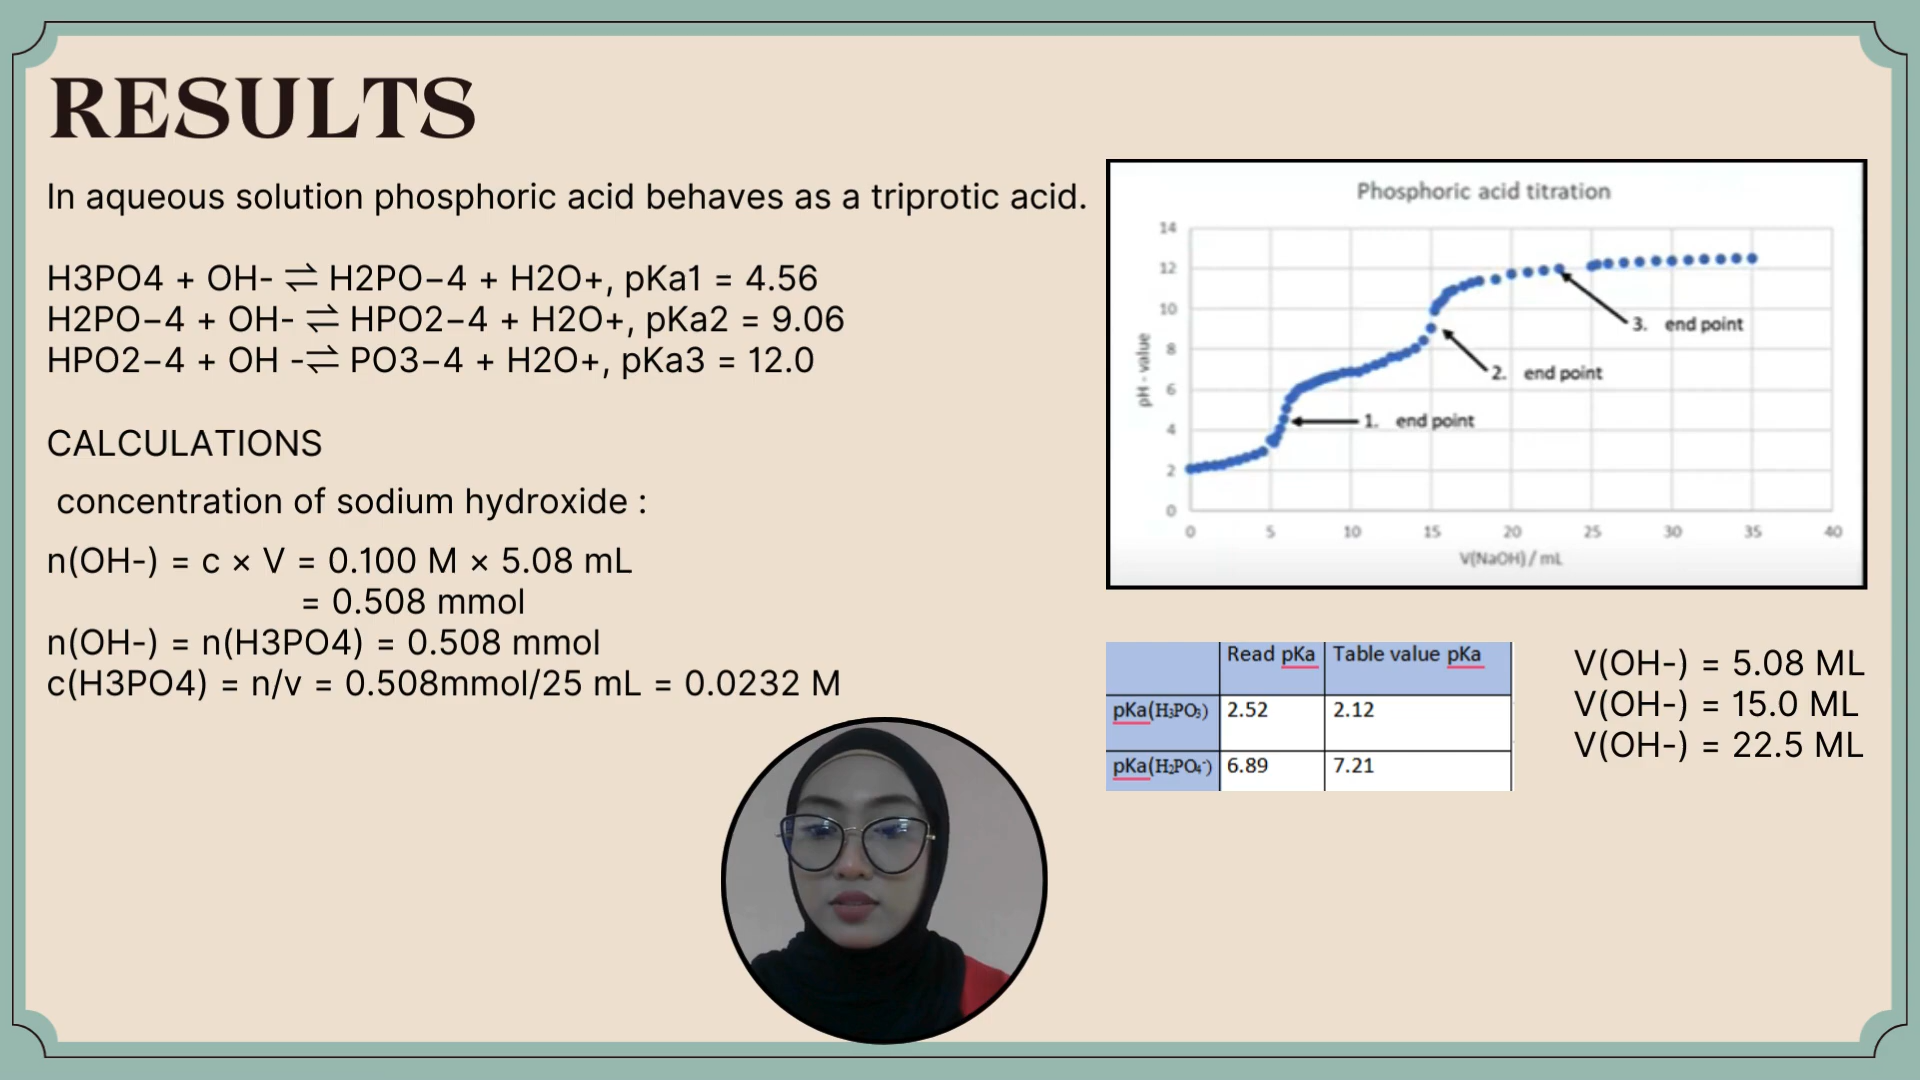 RESULTS
In aqueous solution phosphoric acid behaves as a triprotic acid.
H3PO4 + OH- ⇌ H2PO−4 + H2O+, pKa1 = 4.56
H2PO−4 + OH- ⇌ HPO2−4 + H2O+, pKa2 = 9.06
HPO2−4 + OH -⇌ PO3−4 + H2O+, pKa3 = 12.0
CALCULATIONS
concentration of sodium hydroxide :
n(OH-) = c × V = 0.100 M × 5.08 mL
= 0.508 mmol
n(OH-) = n(H3PO4) = 0.508 mmol
c(H3PO4) = n/v = 0.508mmol/25 mL = 0.0232 M
Phosphoric acid titration
14
12
10
8
6
4
2
0
pH - value
3. end point
2. end point
1. end point
0 5 10 15 20 25 30 35 40
V(NaOH) / mL
Read pKa Table value pKa
pKa(H₃PO₃) 2.52 2.12
pKa(H₂PO₄⁻) 6.89 7.21
V(OH-) = 5.08 ML
V(OH-) = 15.0 ML
V(OH-) = 22.5 ML